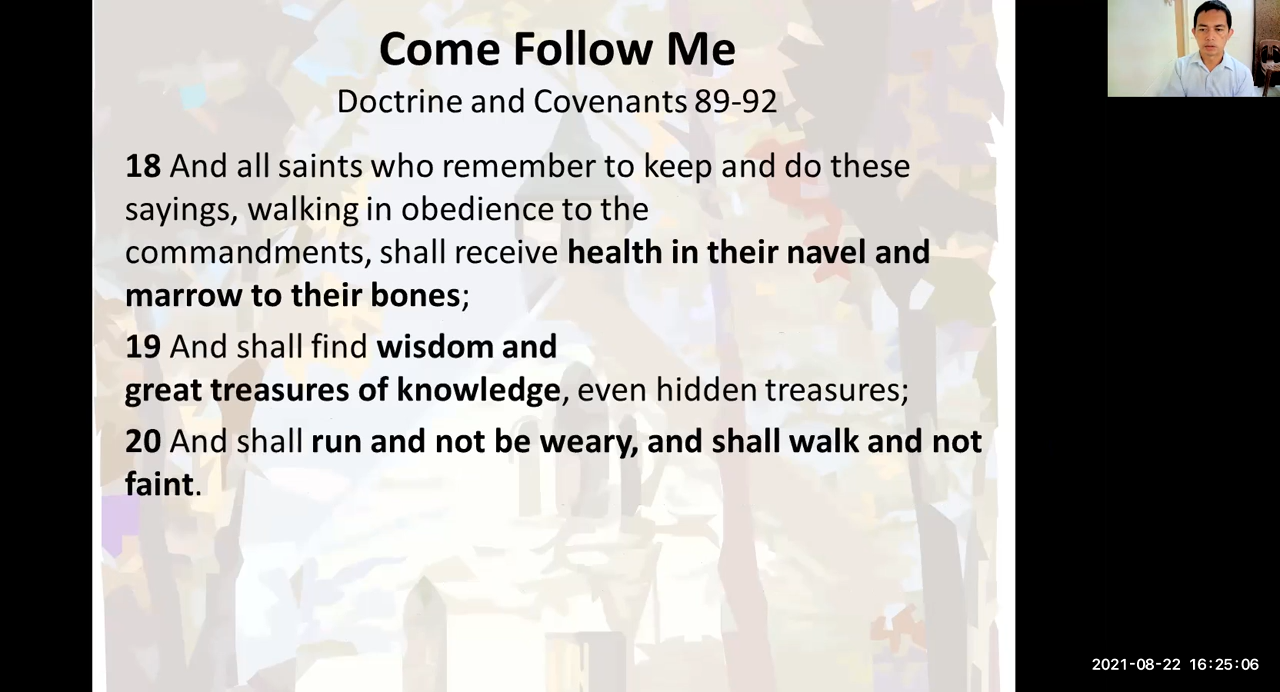 Come Follow Me
Doctrine and Covenants 89-92
18 And all saints who remember to keep and do these
sayings, walking in obedience to the
commandments, shall receive health in their navel and
marrow to their bones;
19 And shall find wisdom and
great treasures of knowledge, even hidden treasures;
20 And shall run and not be weary, and shall walk and not
faint.
2021-08-22 16:25:06